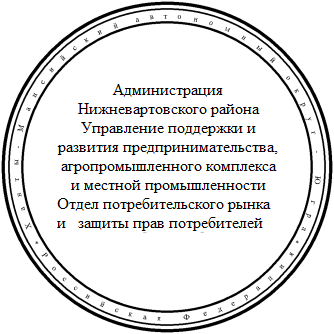 Администрация
Нижневартовского района
Управление поддержки и
развития предпринимательства,
агропромышленного комплекса
и местной промышленности
Отдел потребительского рынка
и защиты прав потребителей
Ханты - Мансийский автономный округ - Югра * Российская Федерация *